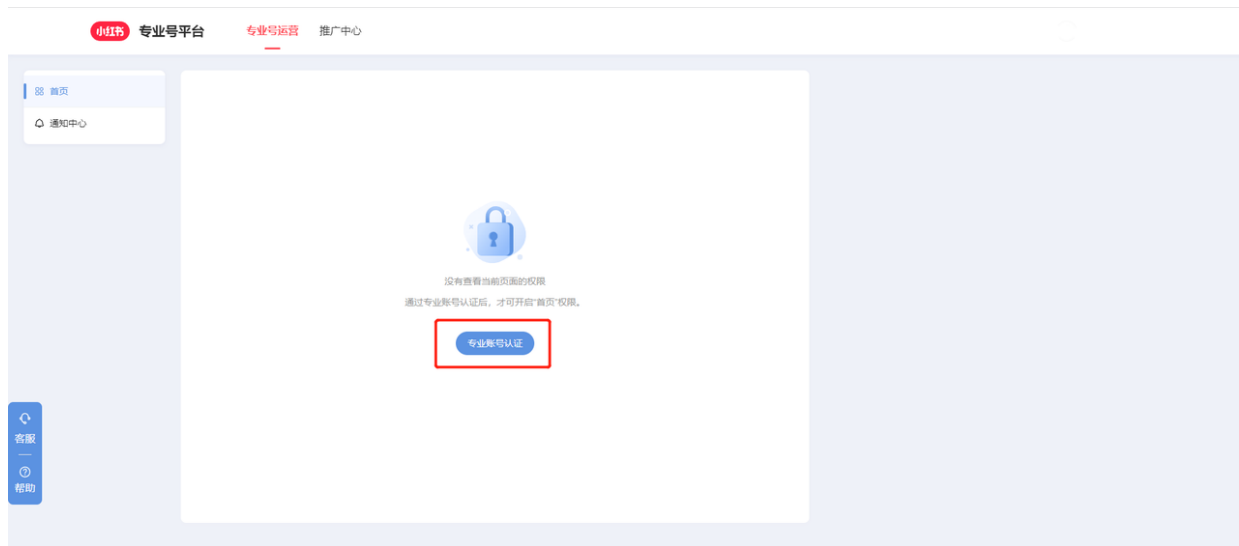 小红书 专业号平台 专业号运营 推广中心
首页
通知中心
没有查看当前页面的权限
通过专业账号认证后，才可开启“首页”权限。
专业账号认证
客服
帮助